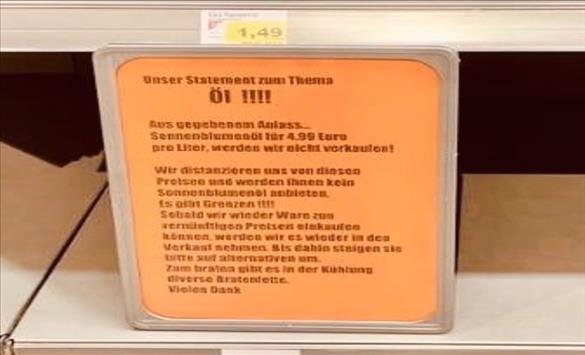 1,49
Unser Statement zum Thema
Öl !!!!
Aus gegebenem Anlass...
Sonnenblumenöl für 4,99 Euro
pro Liter, werden wir nicht verkaufen!
Wir distanzieren uns von diesen
Preisen und werden Ihnen kein
Sonnenblumenöl anbieten.
Es gibt Grenzen !!!!
Sobald wir wieder Ware zun
vernünftigen Preisen einkaufen
können, werden wir es wieder in den
Verkauf nehmen. Bis dahin steigen sie
bitte auf alternativen um.
Zum braten gibt es in der Kühlung
diverse Bratenfette.
Vielen Dank